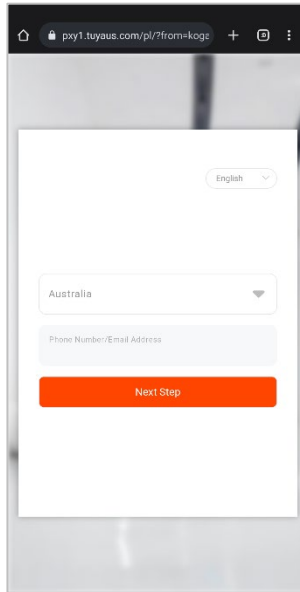 pxy1.tuyaus.com/pl/?from=koga
English
Australia
Phone Number/Email Address
Next Step